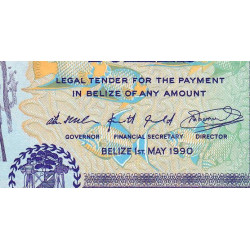 LEGAL TENDER FOR THE PAYMENT
IN BELIZE OF ANY AMOUNT
GOVERNOR FINANCIAL SECRETARY DIRECTOR
BELIZE 1ST MAY 1990